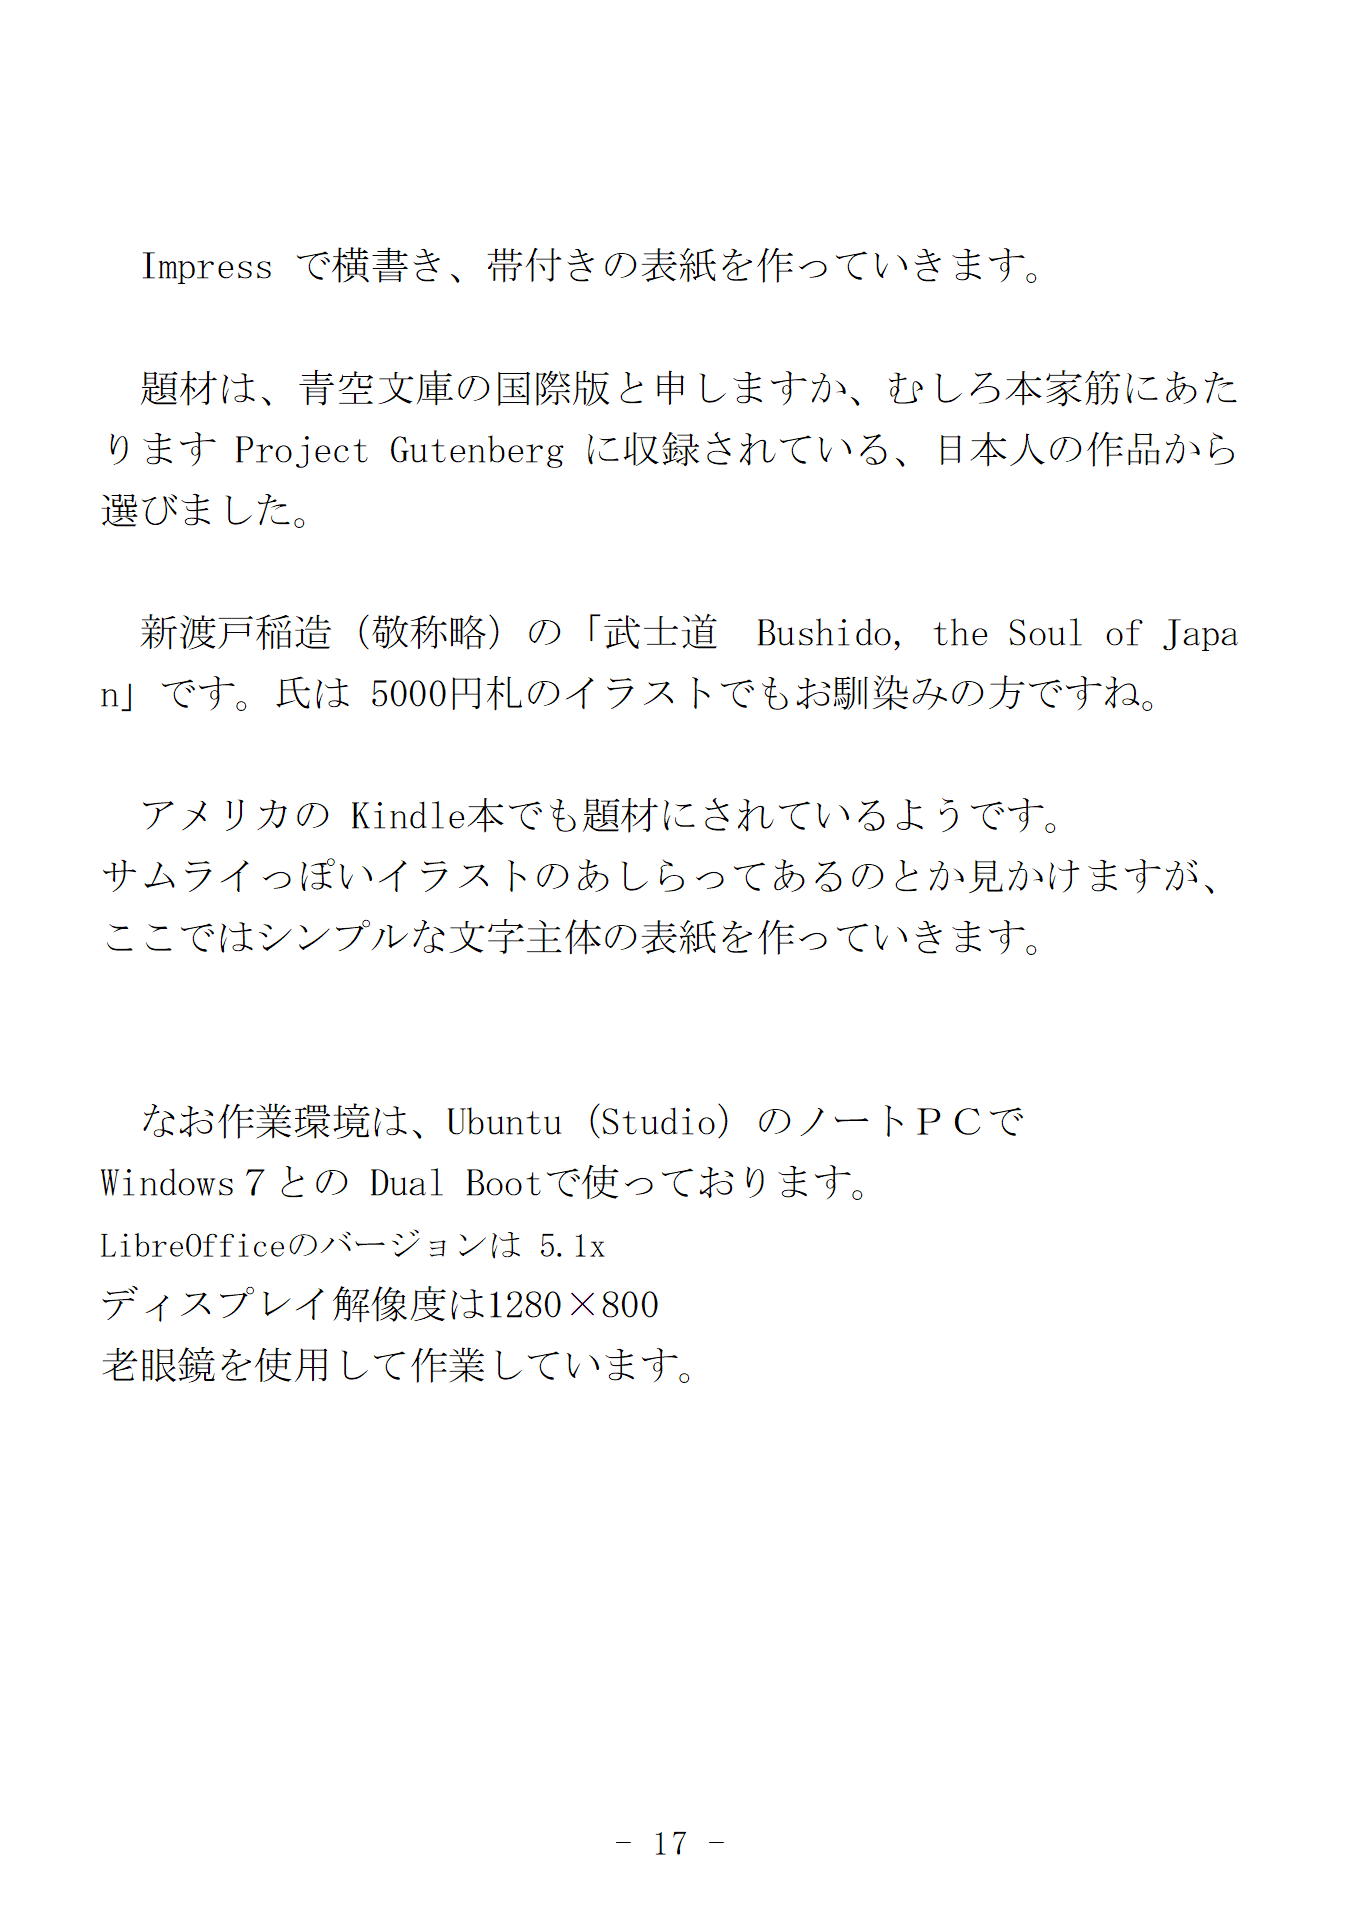 Impress で横書き、帯付きの表紙を作っていきます。
　題材は、青空文庫の国際版と申しますか、むしろ本家筋にあた
ります Project Gutenberg に収録されている、日本人の作品から
選びました。
　新渡戸稲造（敬称略）の「武士道　Bushido, the Soul of Japa
n」です。氏は 5000円札のイラストでもお馴染みの方ですね。
　アメリカの Kindle本でも題材にされているようです。
サムライっぽいイラストのあしらってあるのとか見かけますが、
ここではシンプルな文字主体の表紙を作っていきます。
　なお作業環境は、Ubuntu（Studio）のノートＰＣで
Windows７との Dual Bootで使っております。
LibreOfficeのバージョンは 5.1x
ディスプレイ解像度は1280×800
老眼鏡を使用して作業しています。
- 17 -